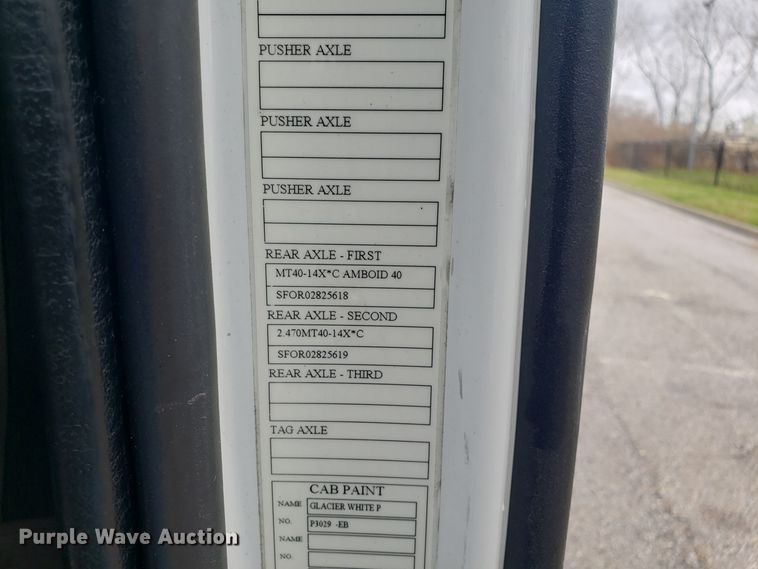 PUSHER AXLE
PUSHER AXLE
PUSHER AXLE
REAR AXLE - FIRST
MT40-14X*C AMBOID 40
SFOR02825618
REAR AXLE - SECOND
2.470MT40-14X*C
SFOR02825619
REAR AXLE - THIRD
TAG AXLE
CAB PAINT
NAME GLACIER WHITE P
NO. P3029 -EB
NAME
NO.
Purple Wave Auction